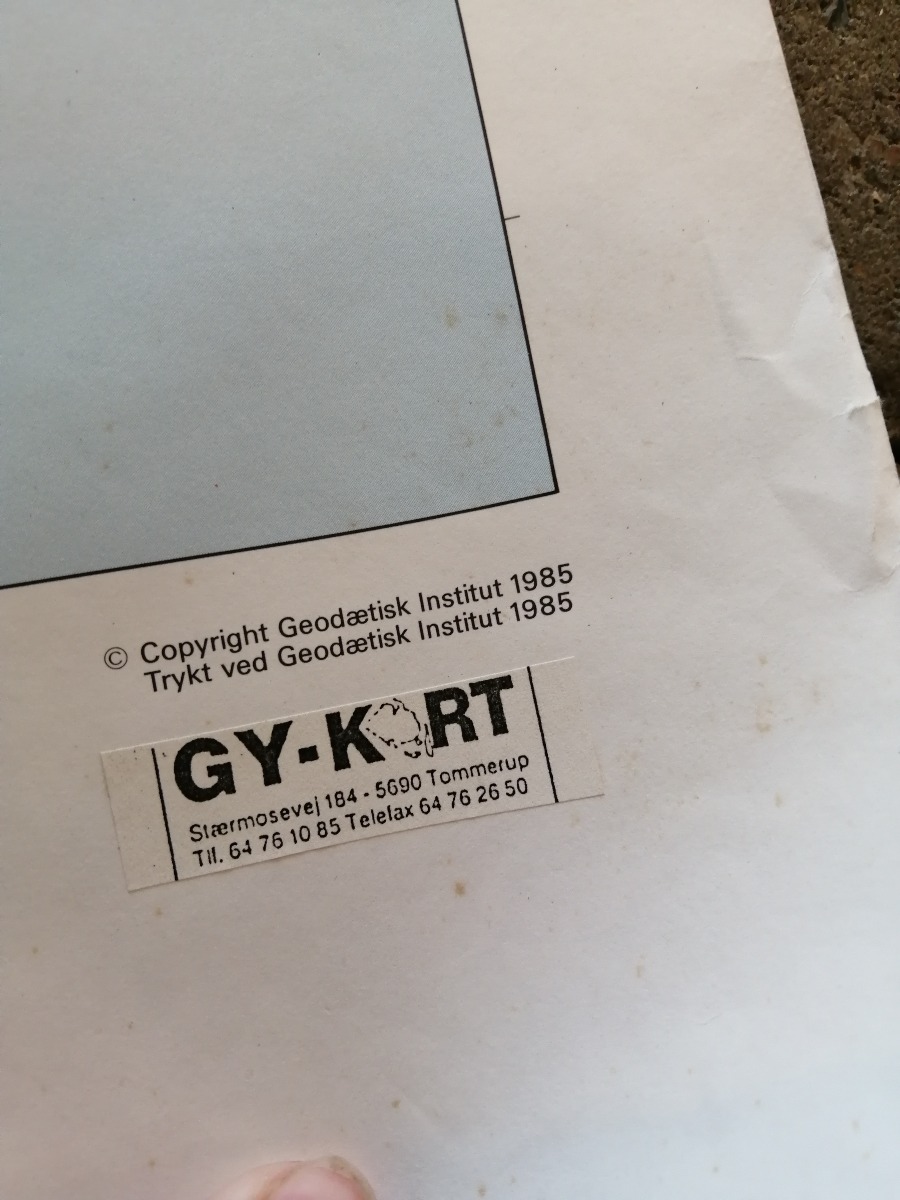 © Copyright Geodætisk Institut 1985
Trykt ved Geodætisk Institut 1985
GY-KORT
Stærmosevej 184 - 5690 Tommerup
Tlf. 64 76 10 85 Telefax 64 76 26 50